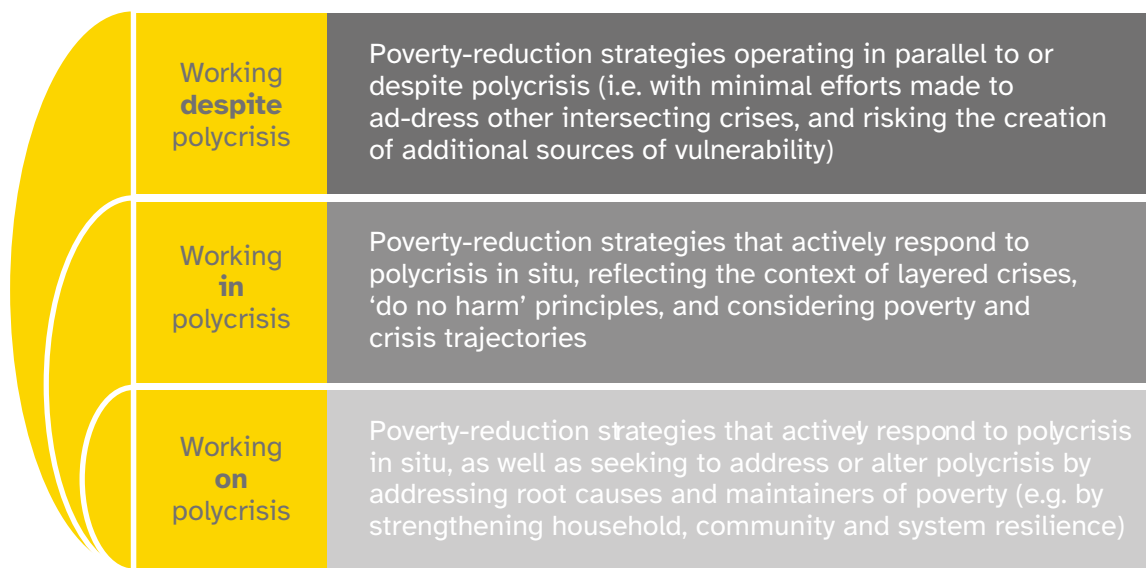 Working
despite
polycrisis
Poverty-reduction strategies operating in parallel to or
despite polycrisis (i.e. with minimal efforts made to
ad-dress other intersecting crises, and risking the creation
of additional sources of vulnerability)
Working
in
polycrisis
Poverty-reduction strategies that actively respond to
polycrisis in situ, reflecting the context of layered crises,
‘do no harm’ principles, and considering poverty and
crisis trajectories
Working
on
polycrisis
Poverty-reduction strategies that actively respond to polycrisis
in situ, as well as seeking to address or alter polycrisis by
addressing root causes and maintainers of poverty (e.g. by
strengthening household, community and system resilience)